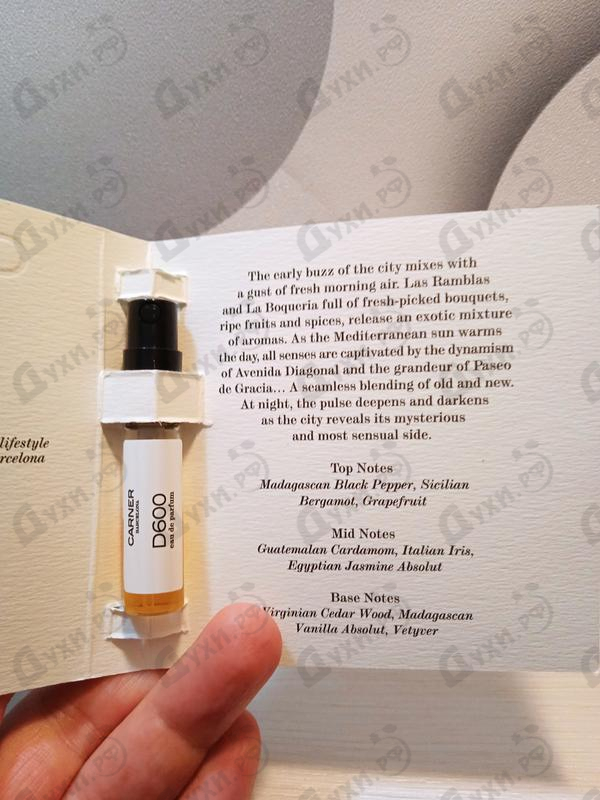 The early buzz of the city mixes with
a gust of fresh morning air. Las Ramblas
and La Boqueria full of fresh-picked bouquets,
ripe fruits and spices, release an exotic mixture
of aromas. As the Mediterranean sun warms
the day, all senses are captivated by the dynamism
of Avenida Diagonal and the grandeur of Paseo
de Gracia... A seamless blending of old and new.
At night, the pulse deepens and darkens
as the city reveals its mysterious
and most sensual side.
Top Notes
Madagascan Black Pepper, Sicilian
Bergamot, Grapefruit
Mid Notes
Guatemalan Cardamom, Italian Iris,
Egyptian Jasmine Absolut
Base Notes
Virginian Cedar Wood, Madagascan
Vanilla Absolut, Vetyver
lifestyle
rcelona
CARNER
BARCELONA
D600
eau de parfum
Духи.рф